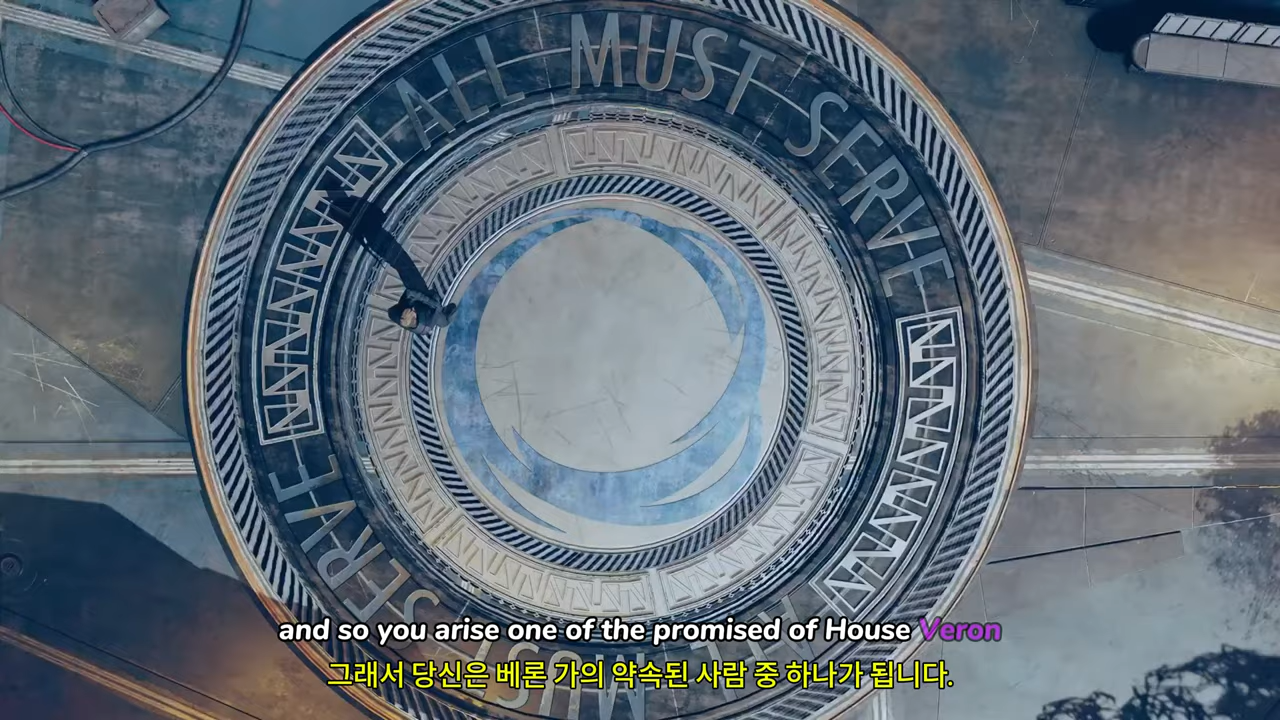 ALL MUST SERVE
ALL MUST SERVE
and so you arise one of the promised of House Veron
그래서 당신은 베론 가의 약속된 사람 중 하나가 됩니다.